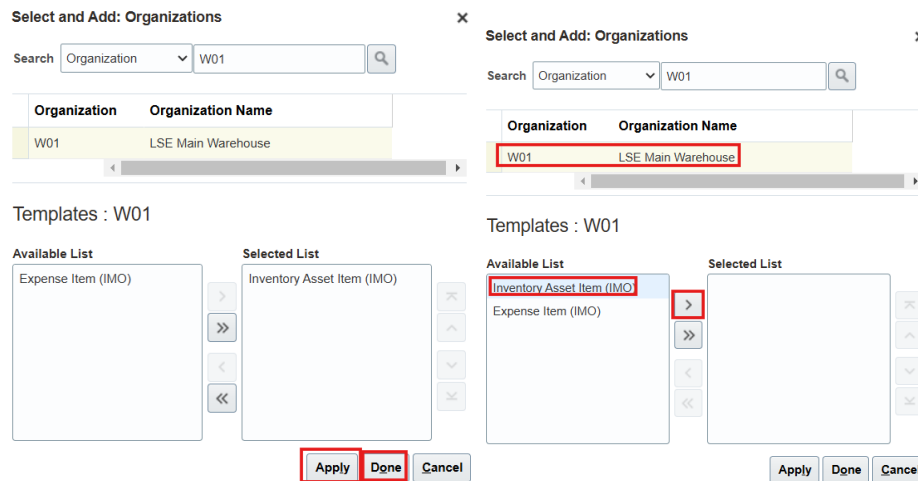 Select and Add: Organizations
Search Organization W01
Organization Organization Name
W01 LSE Main Warehouse
Templates : W01
Available List Selected List
Expense Item (IMO) Inventory Asset Item (IMO)
Apply Done Cancel
Select and Add: Organizations
Search Organization W01
Organization Organization Name
W01 LSE Main Warehouse
Templates : W01
Available List Selected List
Inventory Asset Item (IMO)
Expense Item (IMO)
Apply Done Cancel